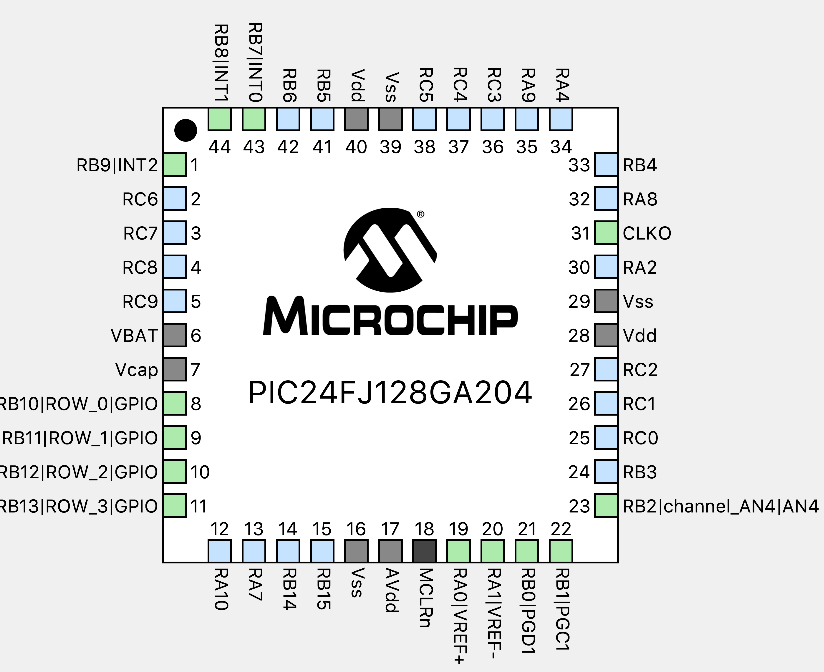 RB8|INT1
RB7|INT0
RB6
RB5
Vdd
Vss
RC5
RC4
RC3
RA9
RA4
44 43 42 41 40 39 38 37 36 35 34
RB9|INT2 1
33 RB4
RC6 2
32 RA8
RC7 3
31 CLKO
RC8 4
30 RA2
RC9 5
29 Vss
VBAT 6
28 Vdd
Vcap 7
27 RC2
RB10|ROW_0|GPIO 8
26 RC1
RB11|ROW_1|GPIO 9
25 RC0
RB12|ROW_2|GPIO 10
24 RB3
RB13|ROW_3|GPIO 11
23 RB2|channel_AN4|AN4
®
MICROCHIP
PIC24FJ128GA204
12 13 14 15 16 17 18 19 20 21 22
RA10
RA7
RB14
RB15
Vss
AVdd
MCLRn
RA0|VREF+
RA1|VREF-
RB0|PGD1
RB1|PGC1